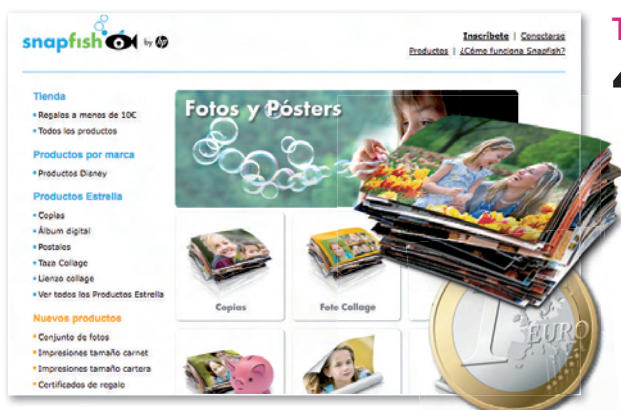 snapfish by hp
Inscríbete | Conectarse
Productos | ¿Cómo funciona Snapfish?
Tienda
Regalos a menos de 10€
Todos los productos
Productos por marca
Productos Disney
Productos Estrella
Copias
Álbum digital
Postales
Taza Collage
Lienzo collage
Ver todos los Productos Estrella
Nuevos productos
Conjunto de fotos
Impresiones tamaño carnet
Impresiones tamaño cartera
Certificados de regalo
Fotos y Pósters
Copias
Foto Collage
1
EURO
T